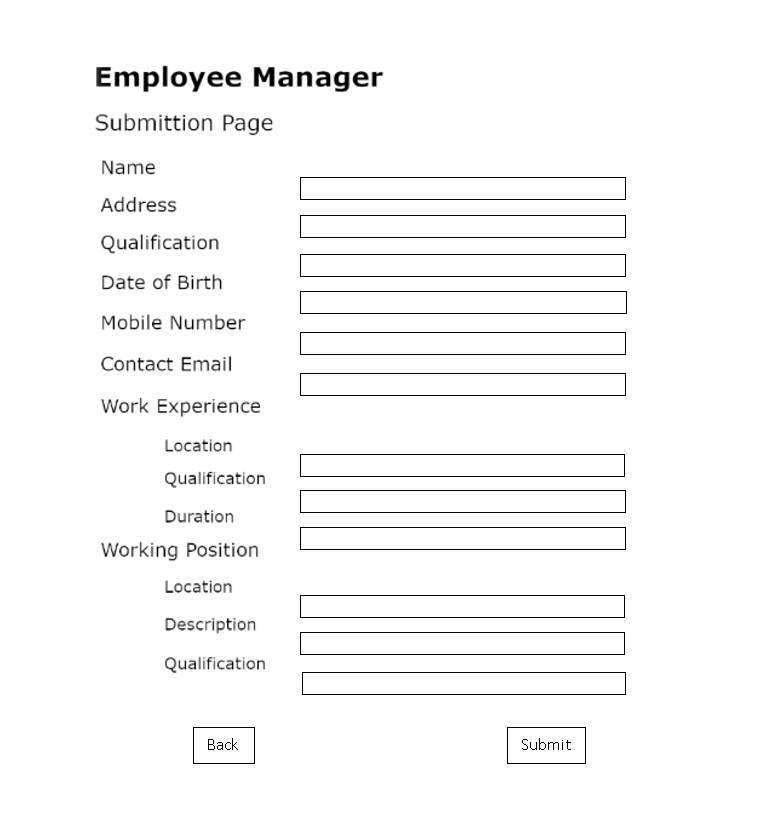 Employee Manager
Submittion Page
Name
Address
Qualification
Date of Birth
Mobile Number
Contact Email
Work Experience
Location
Qualification
Duration
Working Position
Location
Description
Qualification
Back Submit